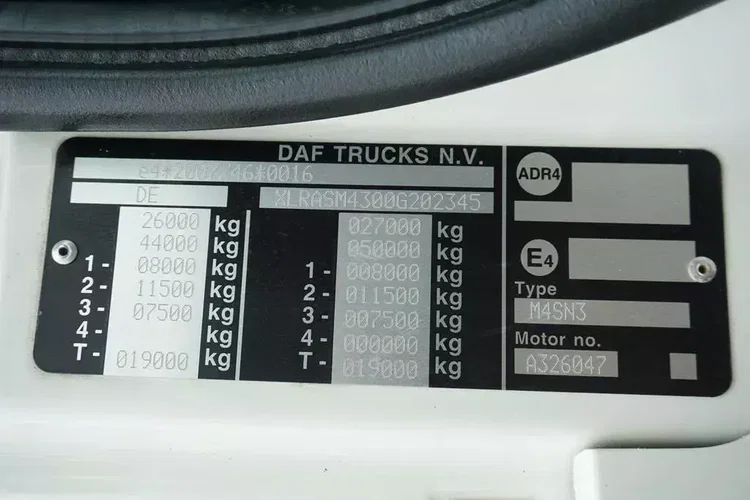 DAF TRUCKS N.V.
e4*2007/46*0016
DE XLRASM4300G202345
26000 kg 027000 kg
44000 kg 050000 kg
1- 08000 kg 1- 008000 kg
2- 11500 kg 2- 011500 kg
3- 07500 kg 3- 007500 kg
4- kg 4- 000000 kg
T- 019000 kg T- 019000 kg
ADR4
E4
Type
M4SN3
Motor no.
A326047